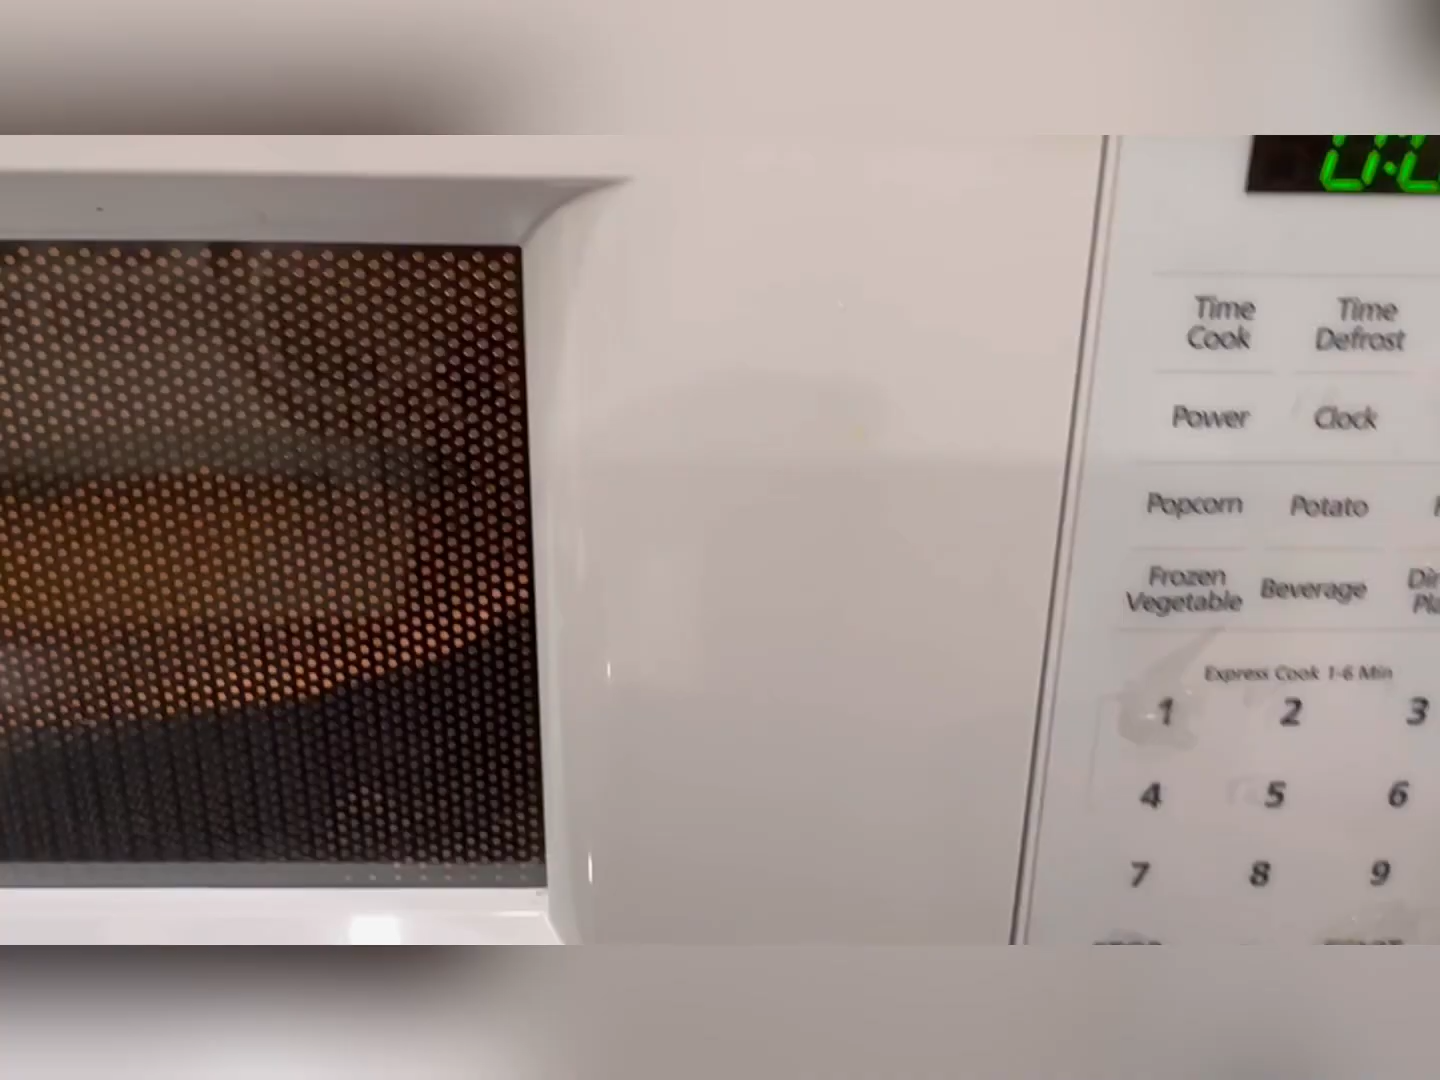 Time Cook
Time Defrost
Power
Clock
Popcorn
Potato
Frozen Vegetable
Beverage
Express Cook 1-6 Min
1 2 3
4 5 6
7 8 9